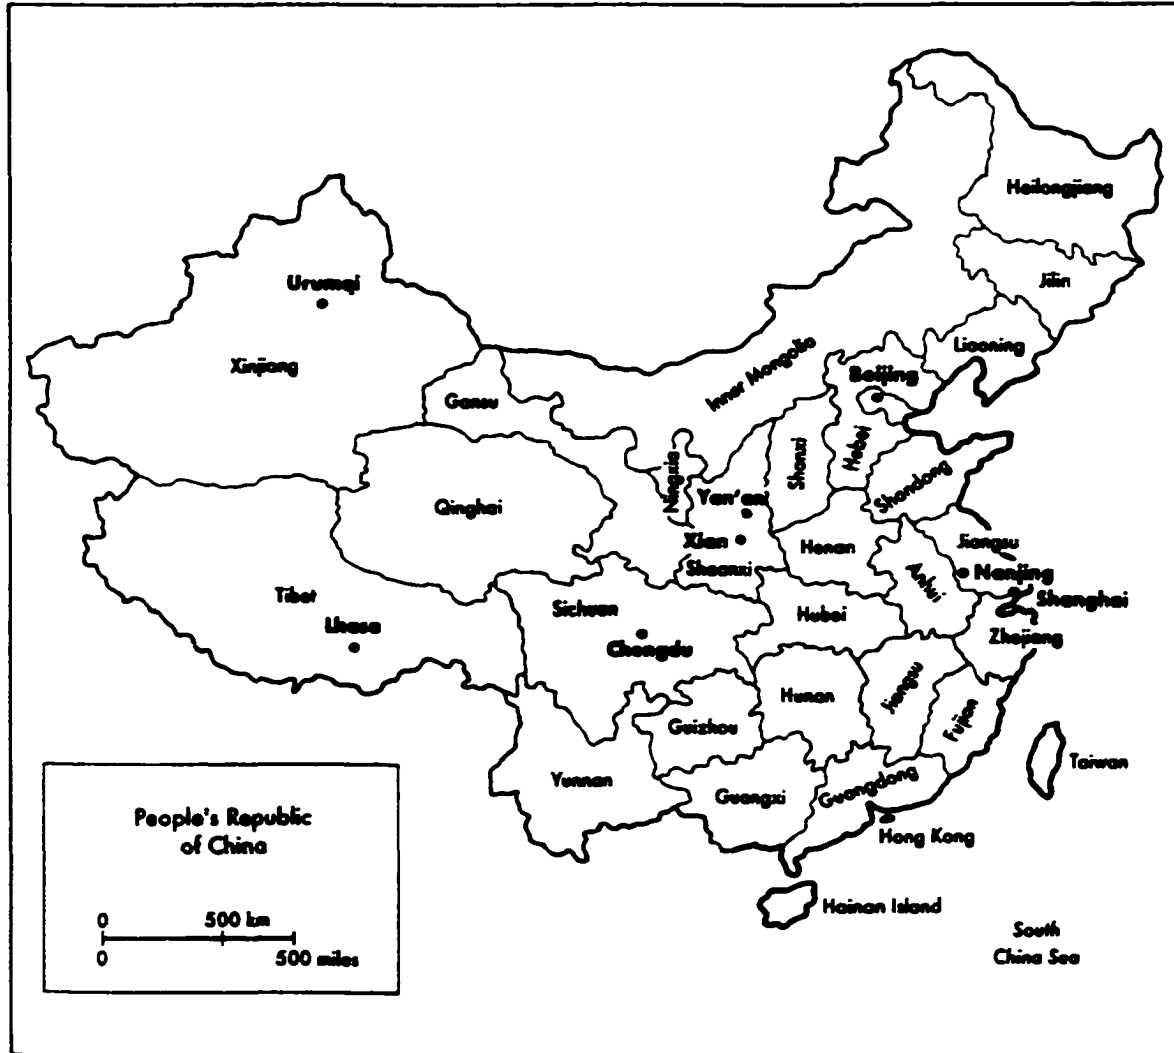 Heilongjiang
Jilin
Urumqi
Liaoning
Xinjiang
Inner Mongolia
Beijing
Gansu
Hebei
Shanxi
Ningxia
Shandong
Yan'an
Qinghai
Xian
Henan
Jiangsu
Shaanxi
Anhui
Nanjing
Tibet
Sichuan
Shanghai
Hubei
Lhasa
Chengdu
Zhejiang
Hunan
Jiangsu
Fujian
Guizhou
Taiwan
Yunnan
Guangxi
Guangdong
Hong Kong
Hainan Island
South
China Sea
People's Republic
of China
0 500 km
0 500 miles